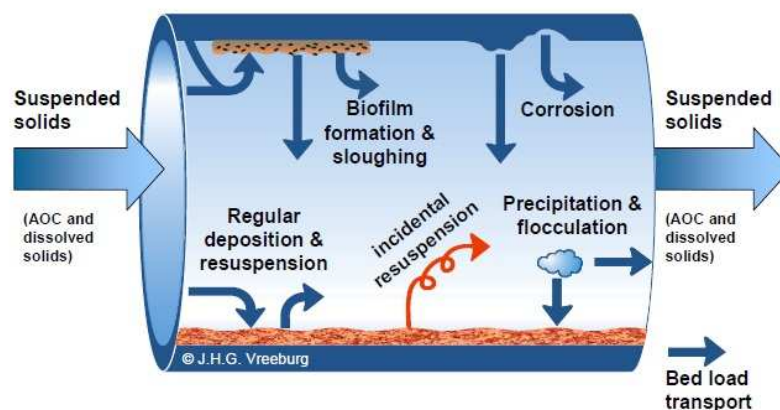 Suspended
solids
(AOC and
dissolved
solids)
Biofilm
formation &
sloughing
Corrosion
Regular
deposition &
resuspension
incidental
resuspension
Precipitation &
flocculation
© J.H.G. Vreeburg
Suspended
solids
(AOC and
dissolved
solids)
Bed load
transport